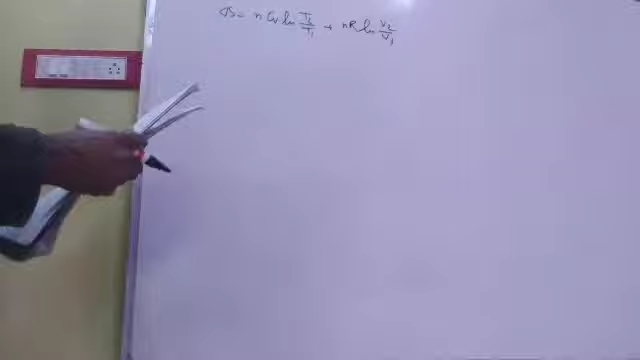 ΔS = n Cv ln T2/T1 + nR ln V2/V1